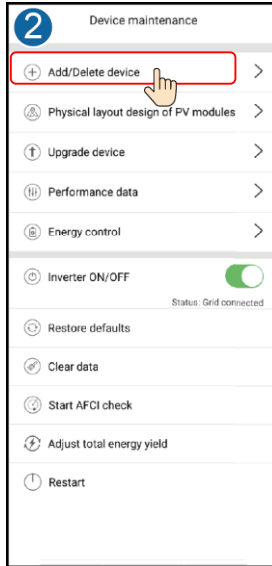 2
Device maintenance
Add/Delete device
Physical layout design of PV modules
Upgrade device
Performance data
Energy control
Inverter ON/OFF
Status: Grid connected
Restore defaults
Clear data
Start AFCI check
Adjust total energy yield
Restart